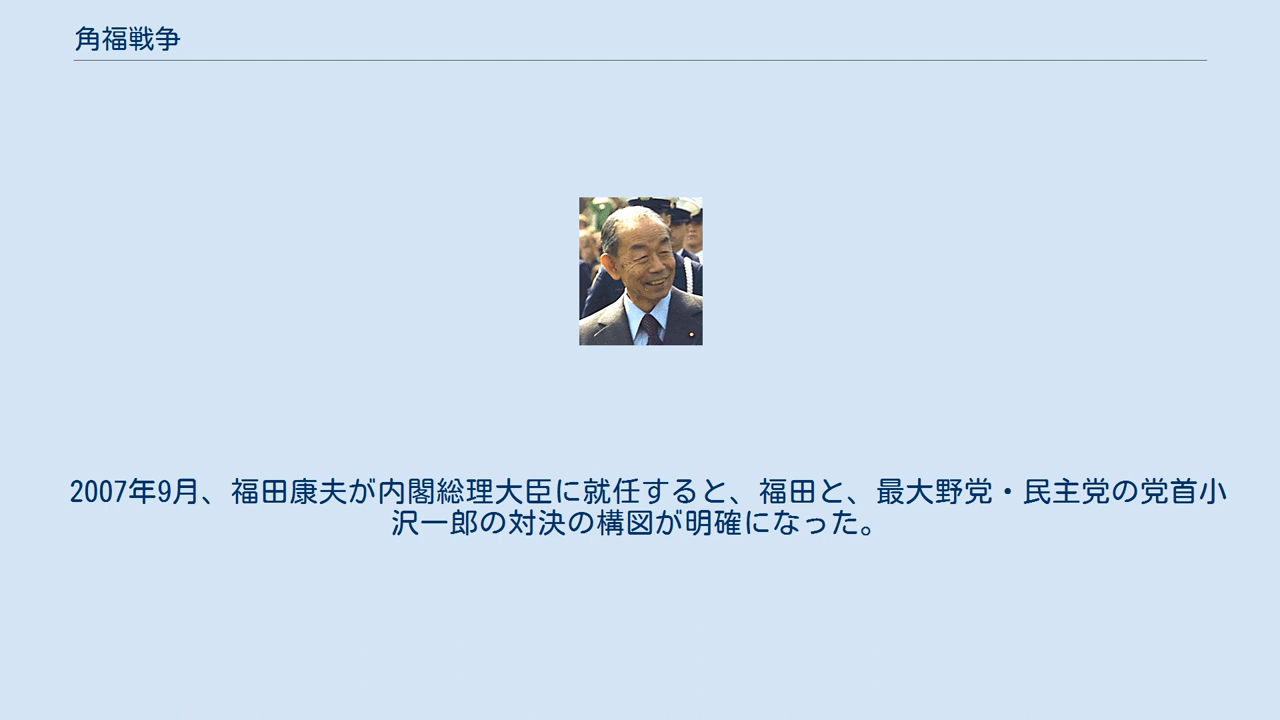 角福戦争
2007年9月、福田康夫が内閣総理大臣に就任すると、福田と、最大野党・民主党の党首小
沢一郎の対決の構図が明確になった。